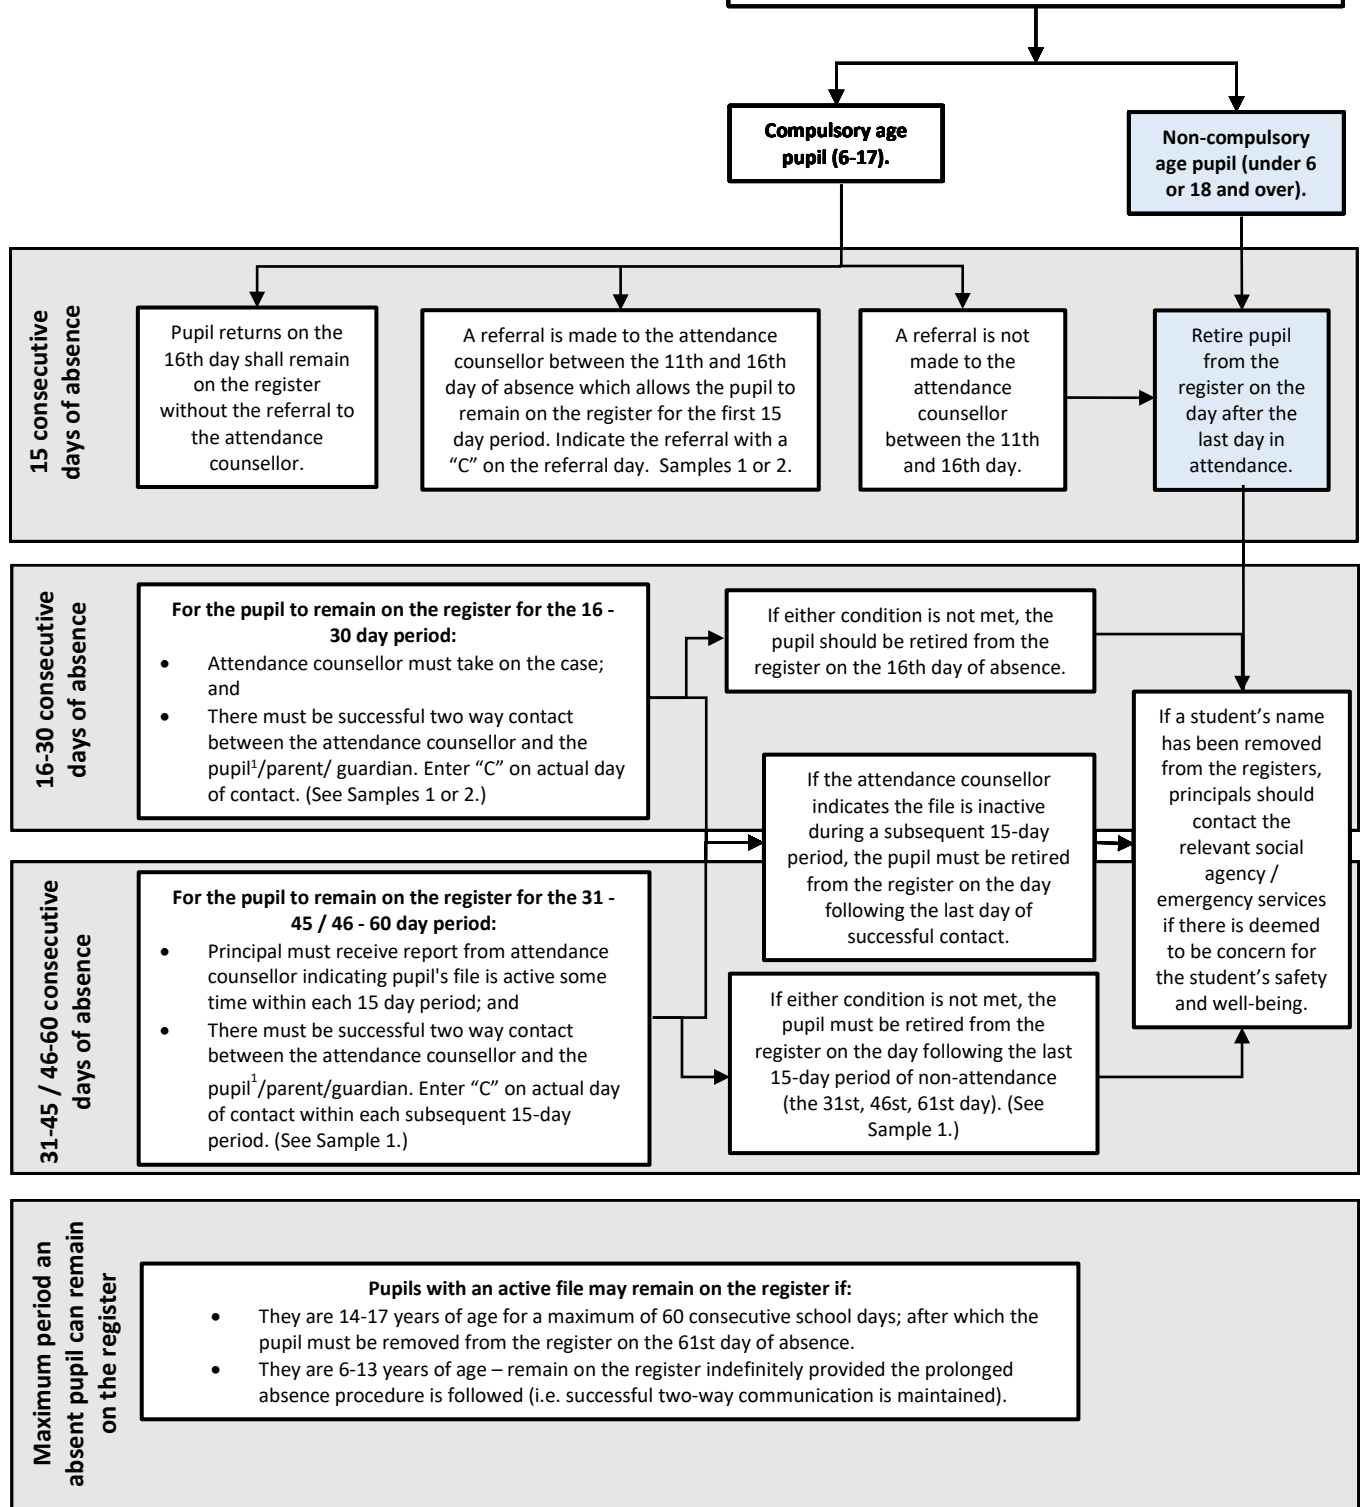 Compulsory age
pupil (6-17).
Non-compulsory
age pupil (under 6
or 18 and over).
15 consecutive
days of absence
Pupil returns on the
16th day shall remain
on the register
without the referral to
the attendance
counsellor.
A referral is made to the attendance
counsellor between the 11th and 16th
day of absence which allows the pupil to
remain on the register for the first 15
day period. Indicate the referral with a
“C” on the referral day.  Samples 1 or 2.
A referral is not
made to the
attendance
counsellor
between the 11th
and 16th day.
Retire pupil
from the
register on the
day after the
last day in
attendance.
16-30 consecutive
days of absence
For the pupil to remain on the register for the 16 -
30 day period:
• Attendance counsellor must take on the case;
and
• There must be successful two way contact
between the attendance counsellor and the
pupil¹/parent/ guardian. Enter “C” on actual day
of contact. (See Samples 1 or 2.)
If either condition is not met, the
pupil should be retired from the
register on the 16th day of absence.
If the attendance counsellor
indicates the file is inactive
during a subsequent 15-day
period, the pupil must be retired
from the register on the day
following the last day of
successful contact.
If a student’s name
has been removed
from the registers,
principals should
contact the
relevant social
agency /
emergency services
if there is deemed
to be concern for
the student’s safety
and well-being.
31-45 / 46-60 consecutive
days of absence
For the pupil to remain on the register for the 31 -
45 / 46 - 60 day period:
• Principal must receive report from attendance
counsellor indicating pupil's file is active some
time within each 15 day period; and
• There must be successful two way contact
between the attendance counsellor and the
pupil¹/parent/guardian. Enter “C” on actual day
of contact within each subsequent 15-day
period. (See Sample 1.)
If either condition is not met, the
pupil must be retired from the
register on the day following the last
15-day period of non-attendance
(the 31st, 46st, 61st day). (See
Sample 1.)
Maximum period an
absent pupil can remain
on the register
Pupils with an active file may remain on the register if:
• They are 14-17 years of age for a maximum of 60 consecutive school days; after which the
pupil must be removed from the register on the 61st day of absence.
• They are 6-13 years of age – remain on the register indefinitely provided the prolonged
absence procedure is followed (i.e. successful two-way communication is maintained).